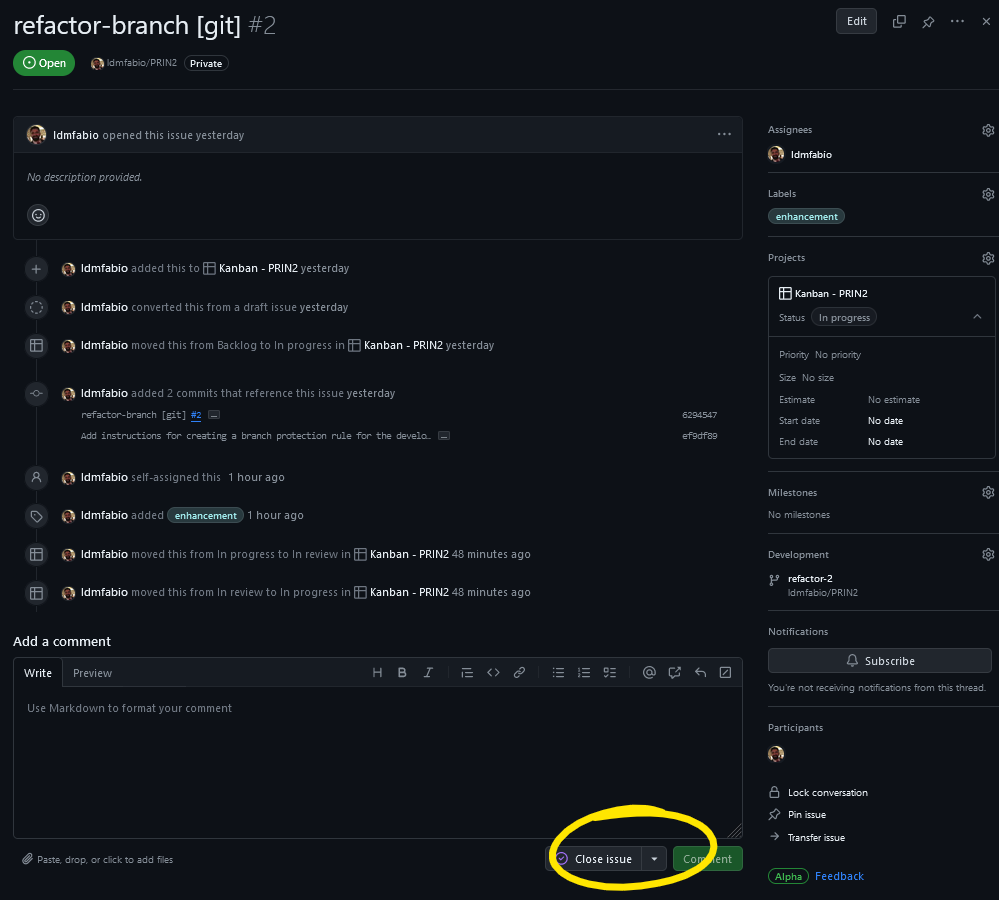 refactor-branch [git] #2
Edit
Open
ldmfabio/PRIN2
Private
ldmfabio opened this issue yesterday
No description provided.
ldmfabio added this to Kanban - PRIN2 yesterday
ldmfabio converted this from a draft issue yesterday
ldmfabio moved this from Backlog to In progress in Kanban - PRIN2 yesterday
ldmfabio added 2 commits that reference this issue yesterday
refactor-branch [git] #2 … 6294547
Add instructions for creating a branch protection rule for the develo… … ef9df89
ldmfabio self-assigned this 1 hour ago
ldmfabio added enhancement 1 hour ago
ldmfabio moved this from In progress to In review in Kanban - PRIN2 48 minutes ago
ldmfabio moved this from In review to In progress in Kanban - PRIN2 48 minutes ago
Add a comment
Write Preview
Use Markdown to format your comment
Paste, drop, or click to add files
Close issue
Comment
Assignees
ldmfabio
Labels
enhancement
Projects
Kanban - PRIN2
Status In progress
Priority No priority
Size No size
Estimate No estimate
Start date No date
End date No date
Milestones
No milestones
Development
refactor-2
ldmfabio/PRIN2
Notifications
Subscribe
You're not receiving notifications from this thread.
Participants
Lock conversation
Pin issue
Transfer issue
Alpha Feedback